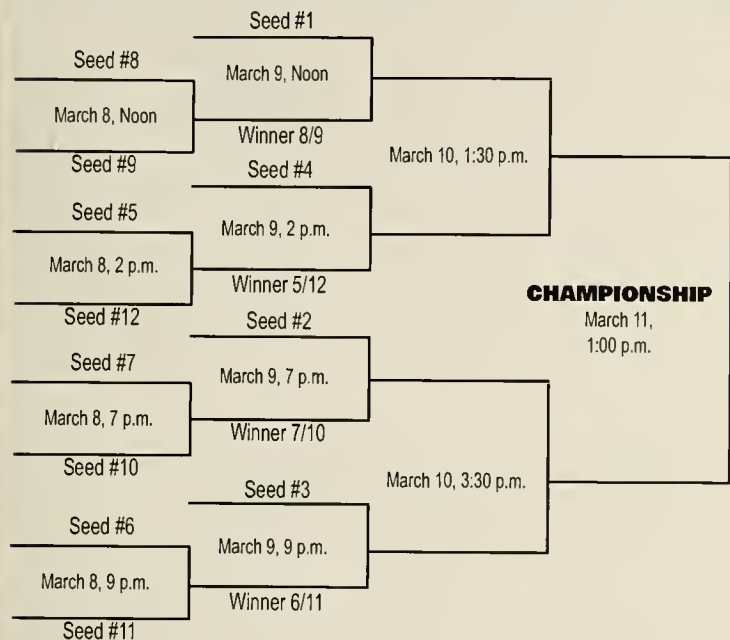 Seed #1
Seed #8
March 9, Noon
March 8, Noon
Winner 8/9
Seed #9
Seed #4
March 10, 1:30 p.m.
Seed #5
March 9, 2 p.m.
March 8, 2 p.m.
Winner 5/12
Seed #12
CHAMPIONSHIP
March 11,
1:00 p.m.
Seed #2
Seed #7
March 9, 7 p.m.
March 8, 7 p.m.
Winner 7/10
Seed #10
Seed #3
March 10, 3:30 p.m.
Seed #6
March 9, 9 p.m.
March 8, 9 p.m.
Winner 6/11
Seed #11